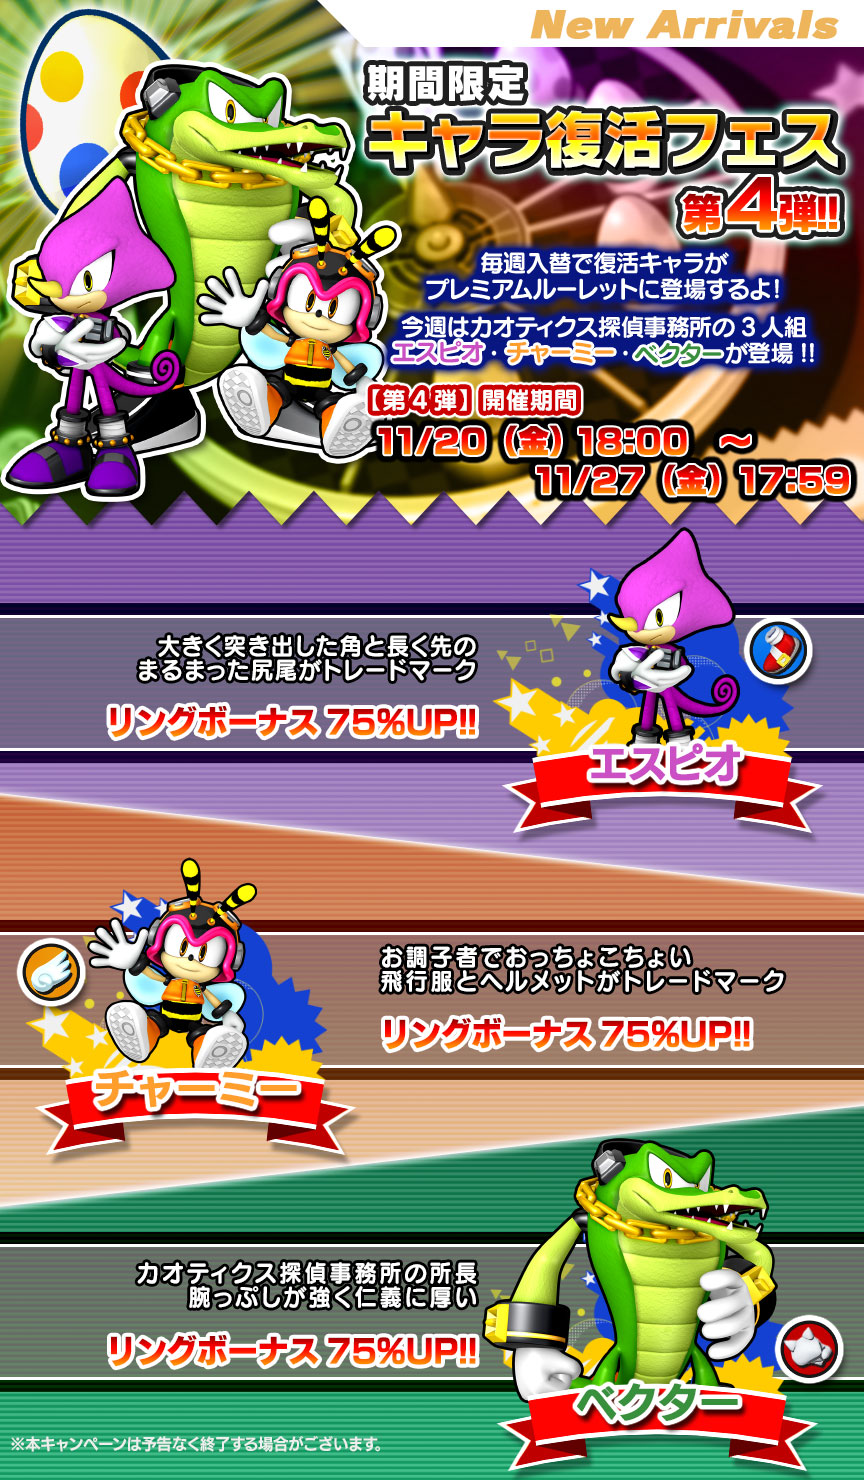 New Arrivals
期間限定
キャラ復活フェス
第4弾!!
毎週入替で復活キャラが
プレミアムルーレットに登場するよ!
今週はカオティクス探偵事務所の3人組
エスピオ・チャーミー・ベクターが登場!!
【第4弾】開催期間
11/20（金）18:00 ～
11/27（金）17:59
大きく突き出した角と長く先の
まるまった尻尾がトレードマーク
リングボーナス75%UP!!
エスピオ
お調子者でおっちょこちょい
飛行服とヘルメットがトレードマーク
リングボーナス75%UP!!
チャーミー
カオティクス探偵事務所の所長
腕っぷしが強く仁義に厚い
リングボーナス75%UP!!
ベクター
※本キャンペーンは予告なく終了する場合がございます。